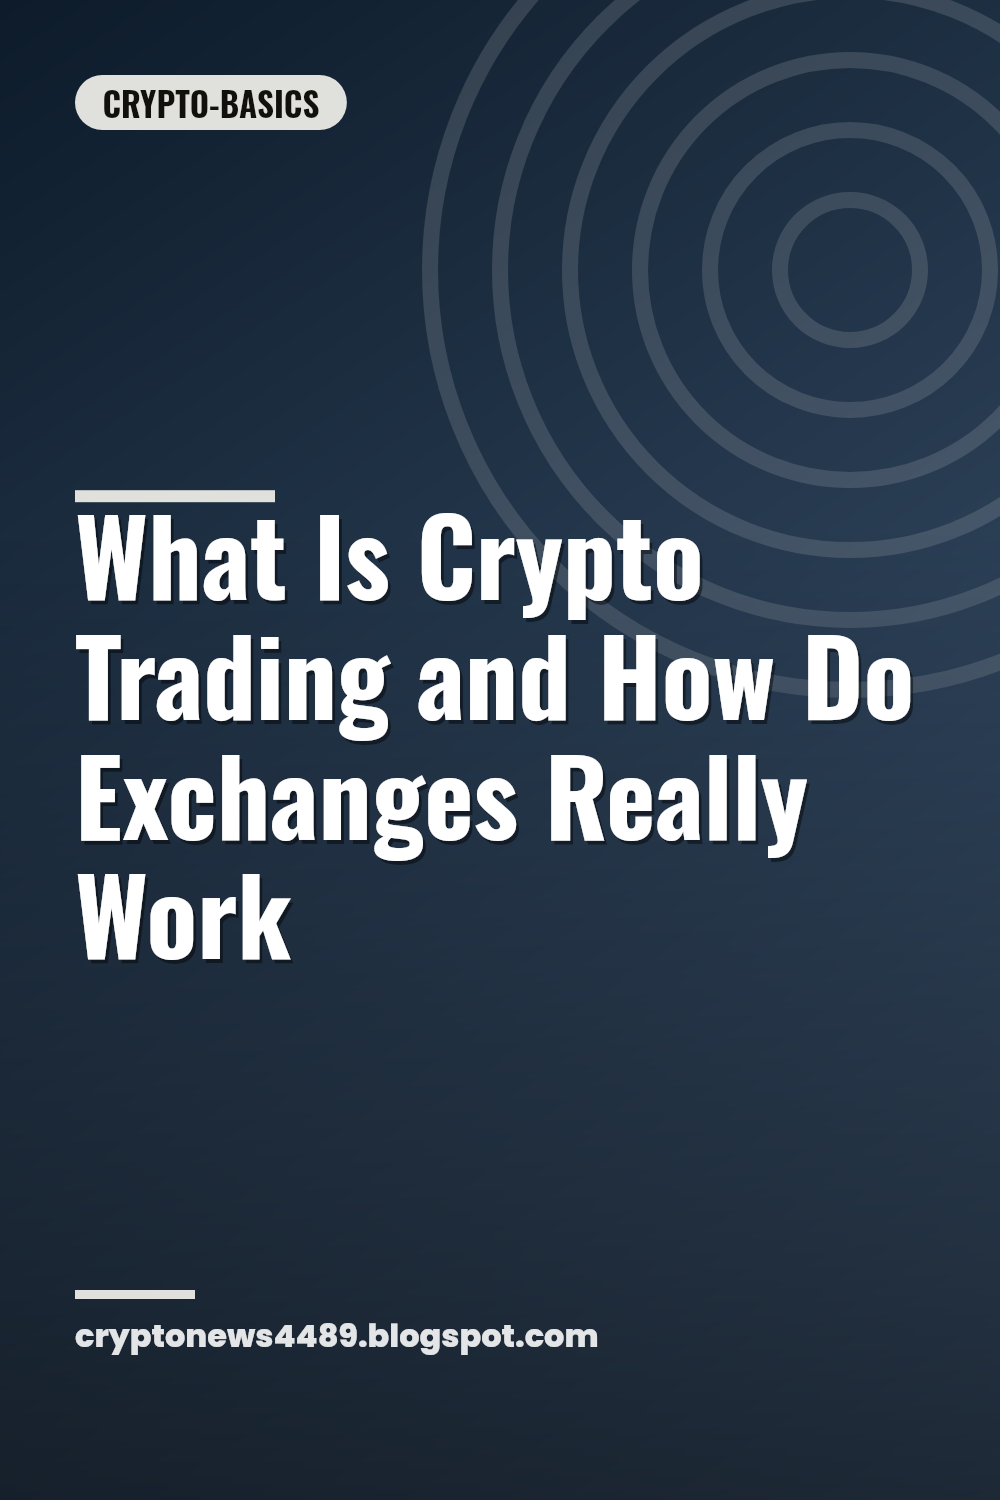 CRYPTO-BASICS
What Is Crypto
Trading and How Do
Exchanges Really
Work
cryptonews4489.blogspot.com